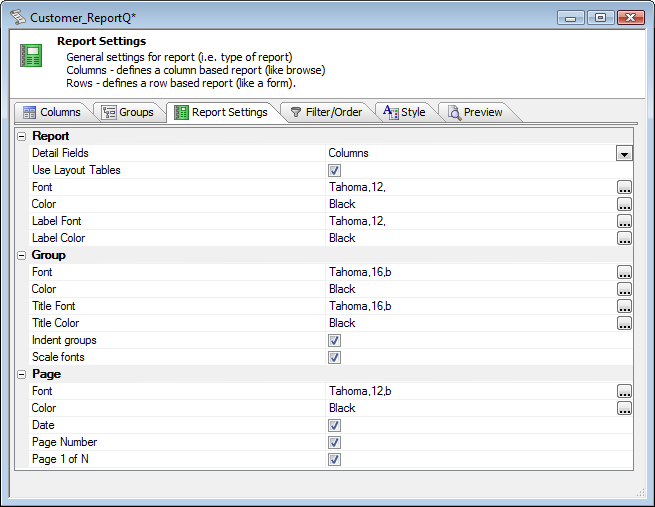 Customer_ReportQ*
Report Settings
General settings for report (i.e. type of report)
Columns - defines a column based report (like browse)
Rows - defines a row based report (like a form).
Columns Groups Report Settings Filter/Order Style Preview
Report
Detail Fields Columns
Use Layout Tables
Font Tahoma,12,
Color Black
Label Font Tahoma,12,
Label Color Black
Group
Font Tahoma,16,b
Color Black
Title Font Tahoma,16,b
Title Color Black
Indent groups
Scale fonts
Page
Font Tahoma,12,b
Color Black
Date
Page Number
Page 1 of N